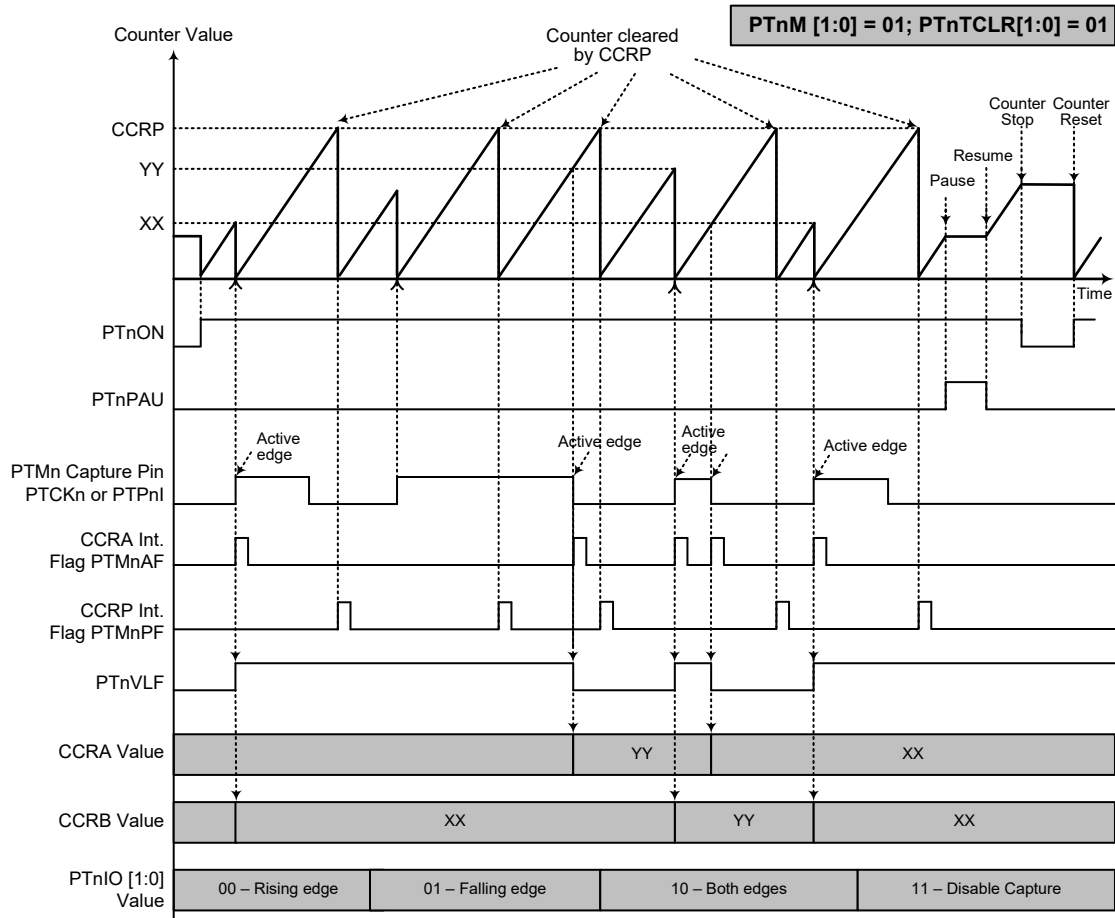 PTnM [1:0] = 01; PTnTCLR[1:0] = 01
Counter Value
Counter cleared
by CCRP
Counter
Stop
Counter
Reset
CCRP
YY
Resume
Pause
XX
Time
PTnON
PTnPAU
Active
edge
Active edge
Active
edge
Active edge
PTMn Capture Pin
PTCKn or PTPnI
CCRA Int.
Flag PTMnAF
CCRP Int.
Flag PTMnPF
PTnVLF
CCRA Value
YY
XX
CCRB Value
XX
YY
XX
PTnIO [1:0]
Value
00 – Rising edge
01 – Falling edge
10 – Both edges
11 – Disable Capture